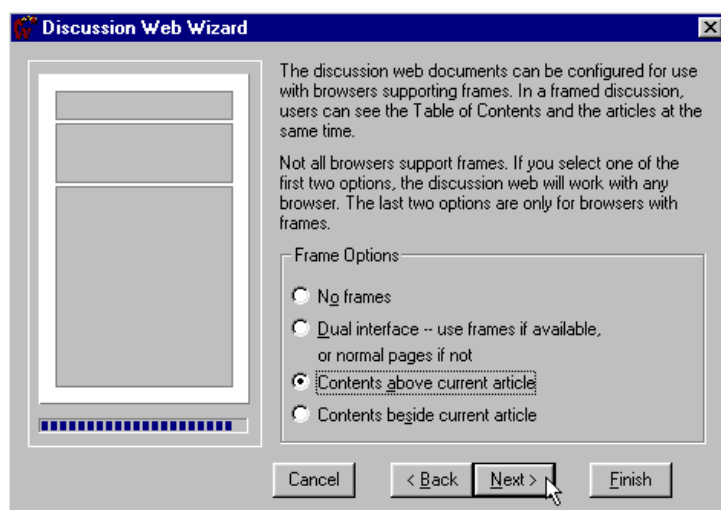 Discussion Web Wizard
The discussion web documents can be configured for use
with browsers supporting frames. In a framed discussion,
users can see the Table of Contents and the articles at the
same time.
Not all browsers support frames. If you select one of the
first two options, the discussion web will work with any
browser. The last two options are only for browsers with
frames.
Frame Options
No frames
Dual interface -- use frames if available,
or normal pages if not
Contents above current article
Contents beside current article
Cancel
< Back
Next >
Finish